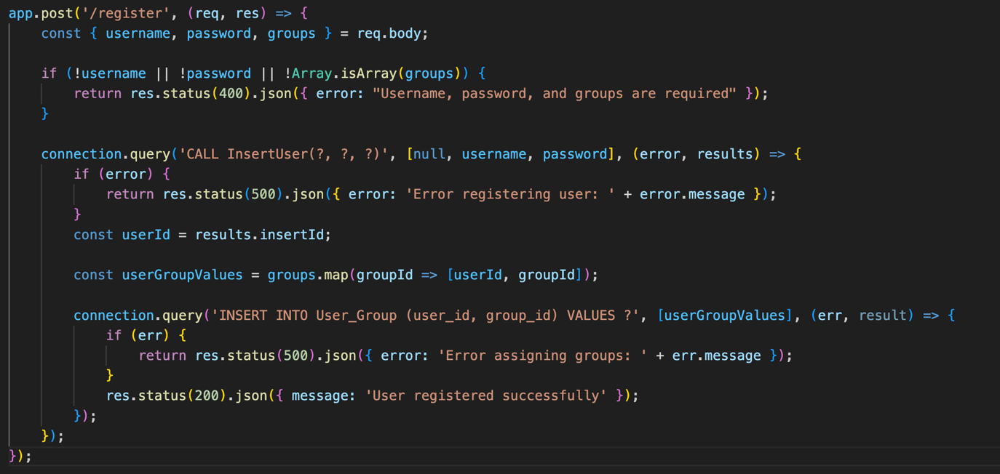 app.post('/register', (req, res) => {
    const { username, password, groups } = req.body;

    if (!username || !password || !Array.isArray(groups)) {
        return res.status(400).json({ error: "Username, password, and groups are required" });
    }

    connection.query('CALL InsertUser(?, ?, ?)', [null, username, password], (error, results) => {
        if (error) {
            return res.status(500).json({ error: 'Error registering user: ' + error.message });
        }
        const userId = results.insertId;

        const userGroupValues = groups.map(groupId => [userId, groupId]);

        connection.query('INSERT INTO User_Group (user_id, group_id) VALUES ?', [userGroupValues], (err, result) => {
            if (err) {
                return res.status(500).json({ error: 'Error assigning groups: ' + err.message });
            }
            res.status(200).json({ message: 'User registered successfully' });
        });
    });
});